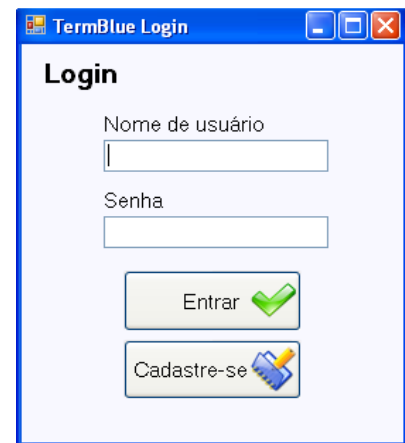 TermBlue Login
Login
Nome de usuário
Senha
Entrar
Cadastre-se